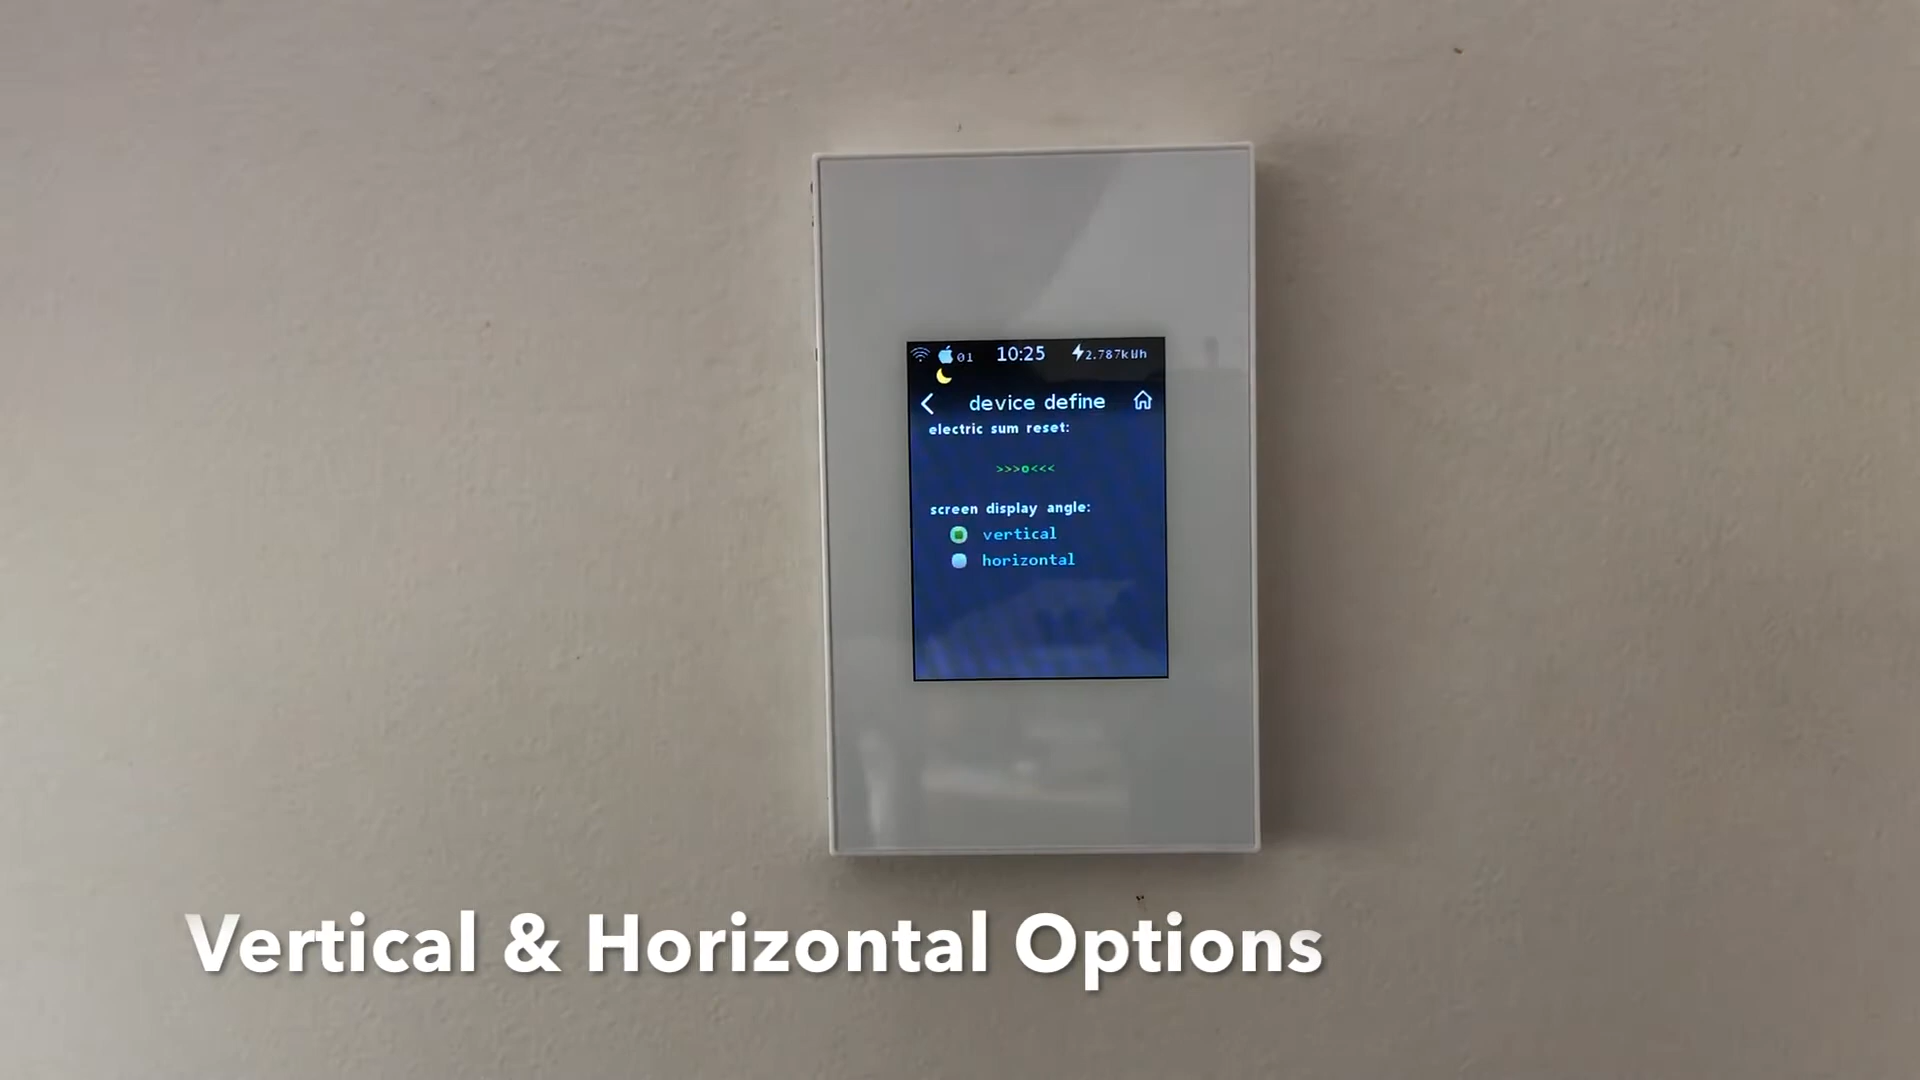 01 10:25 2.787kWh
device define
electric sum reset:
>>>o<<<
screen display angle:
vertical
horizontal
Vertical & Horizontal Options